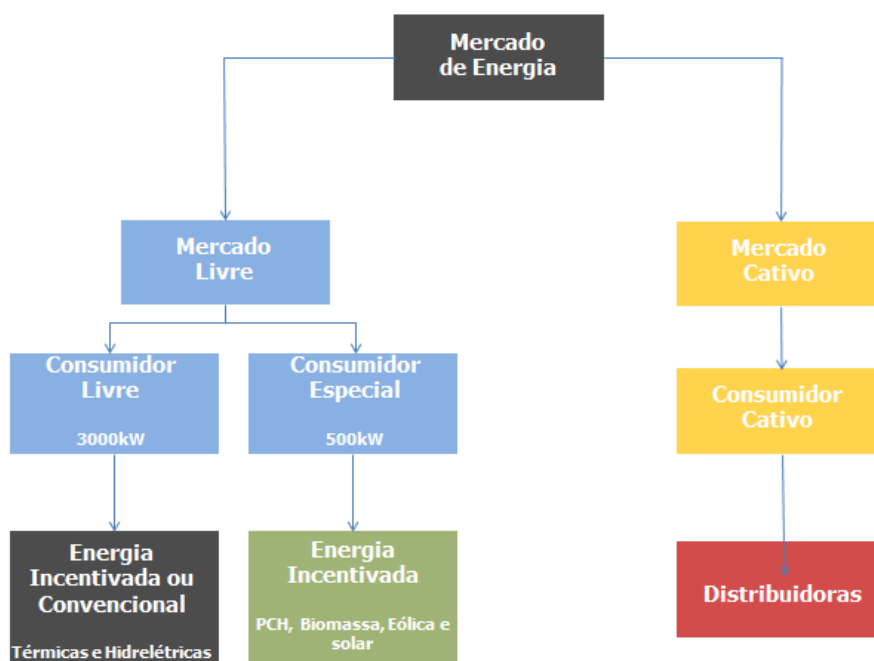 Mercado
de Energia
Mercado
Livre
Mercado
Cativo
Consumidor
Livre
3000kW
Consumidor
Especial
500kW
Consumidor
Cativo
Energia
Incentivada ou
Convencional
Térmicas e Hidrelétricas
Energia
Incentivada
PCH, Biomassa, Eólica e
solar
Distribuidoras